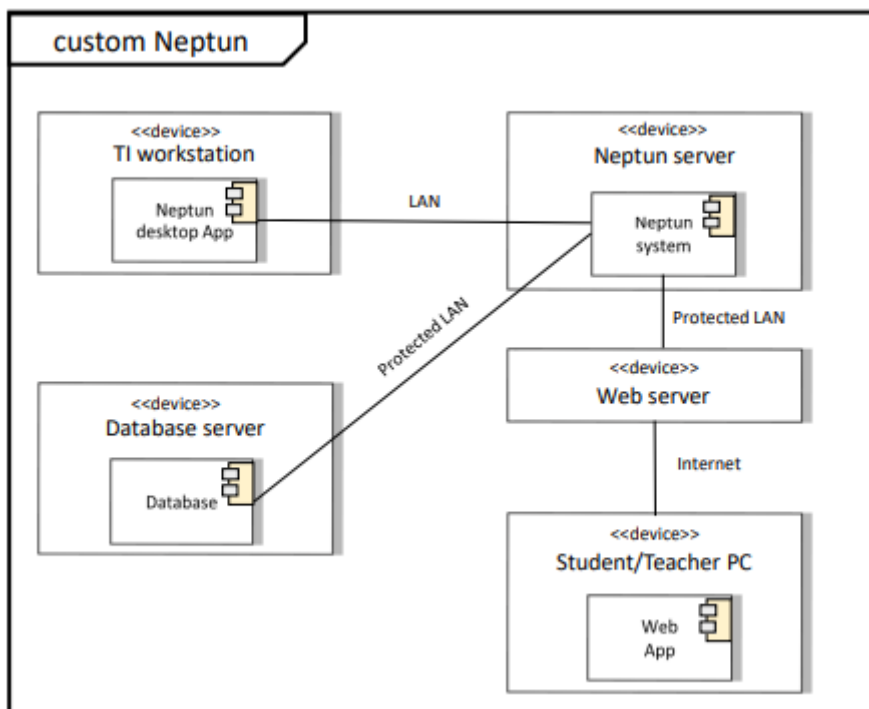 custom Neptun
<<device>>
TI workstation
Neptun
desktop App
LAN
<<device>>
Neptun server
Neptun
system
Protected LAN
Protected LAN
<<device>>
Database server
Database
<<device>>
Web server
Internet
<<device>>
Student/Teacher PC
Web
App